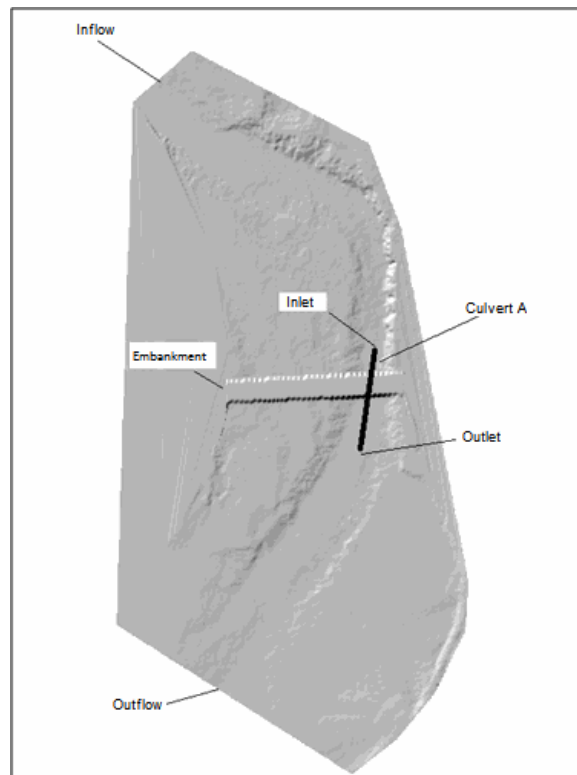 Inflow
Inlet
Culvert A
Embankment
Outlet
Outflow